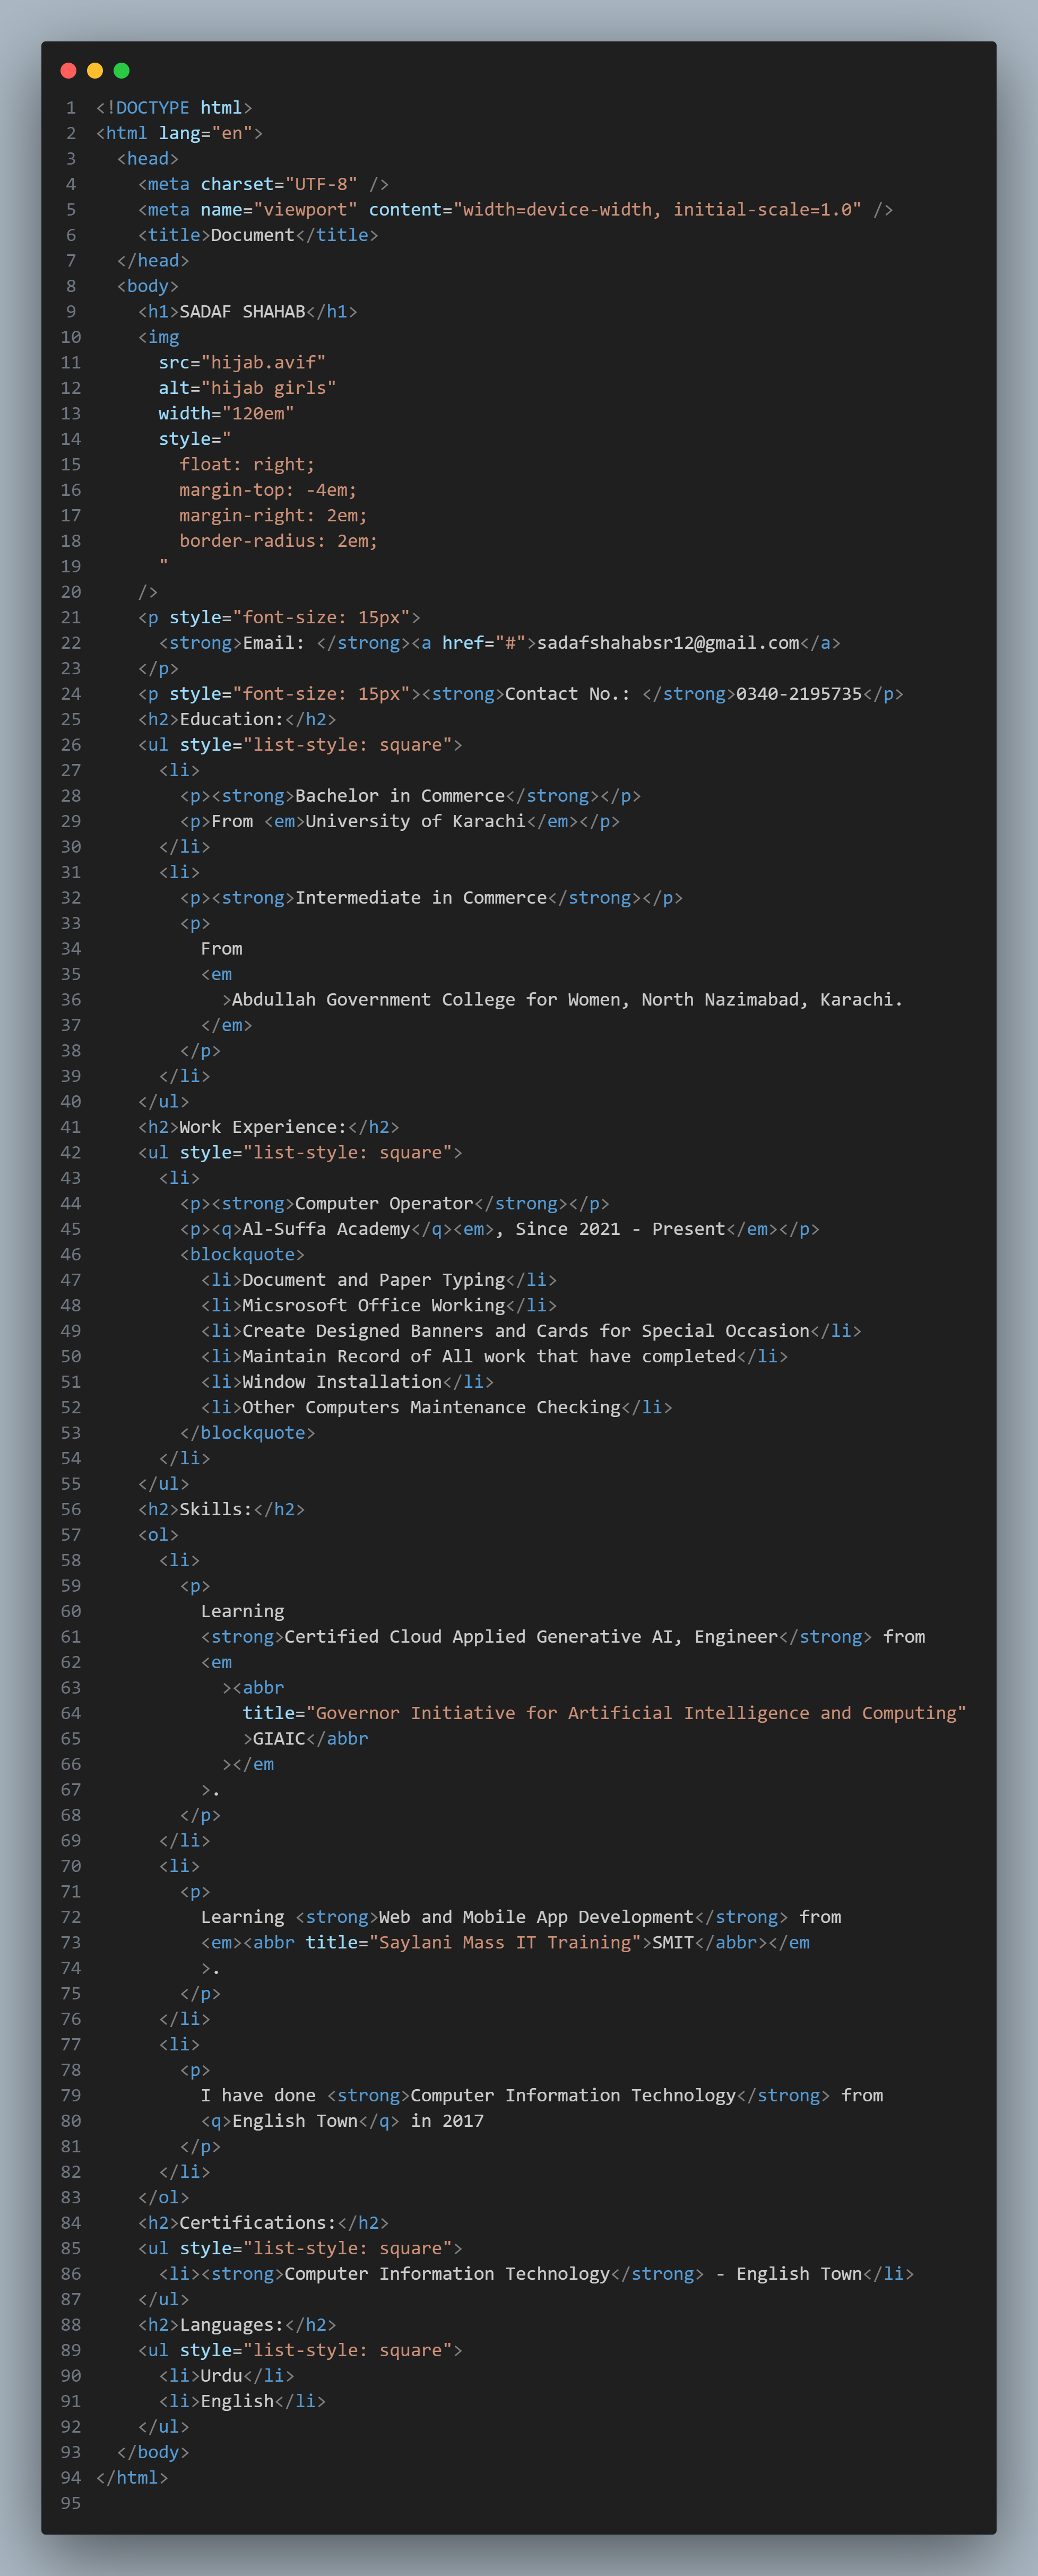 1 <!DOCTYPE html>
2 <html lang="en">
3   <head>
4     <meta charset="UTF-8" />
5     <meta name="viewport" content="width=device-width, initial-scale=1.0" />
6     <title>Document</title>
7   </head>
8   <body>
9     <h1>SADAF SHAHAB</h1>
10     <img
11       src="hijab.avif"
12       alt="hijab girls"
13       width="120em"
14       style="
15         float: right;
16         margin-top: -4em;
17         margin-right: 2em;
18         border-radius: 2em;
19       "
20     />
21     <p style="font-size: 15px">
22       <strong>Email: </strong><a href="#">sadafshahabsr12@gmail.com</a>
23     </p>
24     <p style="font-size: 15px"><strong>Contact No.: </strong>0340-2195735</p>
25     <h2>Education:</h2>
26     <ul style="list-style: square">
27       <li>
28         <p><strong>Bachelor in Commerce</strong></p>
29         <p>From <em>University of Karachi</em></p>
30       </li>
31       <li>
32         <p><strong>Intermediate in Commerce</strong></p>
33         <p>
34           From
35           <em
36             >Abdullah Government College for Women, North Nazimabad, Karachi.
37           </em>
38         </p>
39       </li>
40     </ul>
41     <h2>Work Experience:</h2>
42     <ul style="list-style: square">
43       <li>
44         <p><strong>Computer Operator</strong></p>
45         <p><q>Al-Suffa Academy</q><em>, Since 2021 - Present</em></p>
46         <blockquote>
47           <li>Document and Paper Typing</li>
48           <li>Micsrosoft Office Working</li>
49           <li>Create Designed Banners and Cards for Special Occasion</li>
50           <li>Maintain Record of All work that have completed</li>
51           <li>Window Installation</li>
52           <li>Other Computers Maintenance Checking</li>
53         </blockquote>
54       </li>
55     </ul>
56     <h2>Skills:</h2>
57     <ol>
58       <li>
59         <p>
60           Learning
61           <strong>Certified Cloud Applied Generative AI, Engineer</strong> from
62           <em
63             ><abbr
64               title="Governor Initiative for Artificial Intelligence and Computing"
65               >GIAIC</abbr
66             ></em
67           >.
68         </p>
69       </li>
70       <li>
71         <p>
72           Learning <strong>Web and Mobile App Development</strong> from
73           <em><abbr title="Saylani Mass IT Training">SMIT</abbr></em
74           >.
75         </p>
76       </li>
77       <li>
78         <p>
79           I have done <strong>Computer Information Technology</strong> from
80           <q>English Town</q> in 2017
81         </p>
82       </li>
83     </ol>
84     <h2>Certifications:</h2>
85     <ul style="list-style: square">
86       <li><strong>Computer Information Technology</strong> - English Town</li>
87     </ul>
88     <h2>Languages:</h2>
89     <ul style="list-style: square">
90       <li>Urdu</li>
91       <li>English</li>
92     </ul>
93   </body>
94 </html>
95